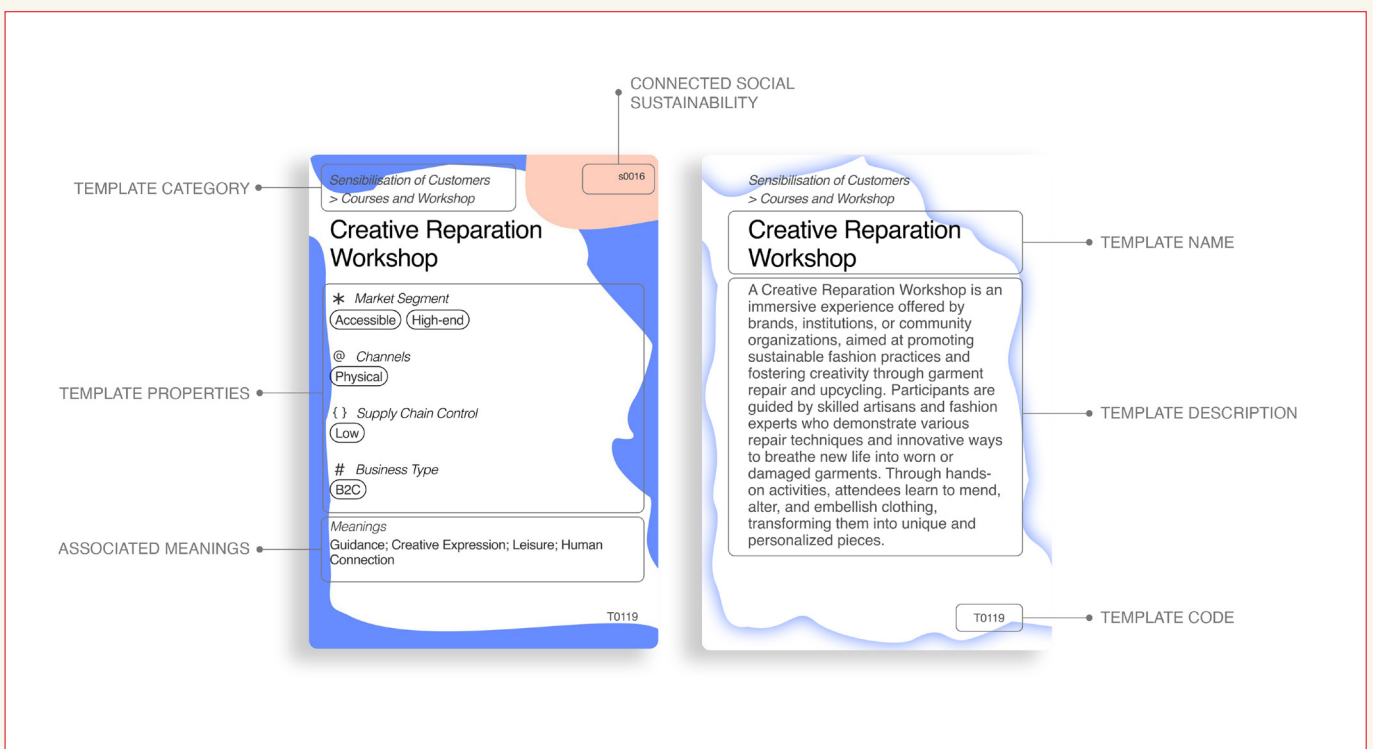 CONNECTED SOCIAL
SUSTAINABILITY
TEMPLATE CATEGORY
Sensibilisation of Customers
> Courses and Workshop
s0016
Creative Reparation
Workshop
TEMPLATE PROPERTIES
* Market Segment
Accessible High-end
@ Channels
Physical
{ } Supply Chain Control
Low
# Business Type
B2C
ASSOCIATED MEANINGS
Meanings
Guidance; Creative Expression; Leisure; Human
Connection
T0119
Sensibilisation of Customers
> Courses and Workshop
Creative Reparation
Workshop
TEMPLATE NAME
A Creative Reparation Workshop is an
immersive experience offered by
brands, institutions, or community
organizations, aimed at promoting
sustainable fashion practices and
fostering creativity through garment
repair and upcycling. Participants are
guided by skilled artisans and fashion
experts who demonstrate various
repair techniques and innovative ways
to breathe new life into worn or
damaged garments. Through hands-
on activities, attendees learn to mend,
alter, and embellish clothing,
transforming them into unique and
personalized pieces.
TEMPLATE DESCRIPTION
T0119
TEMPLATE CODE